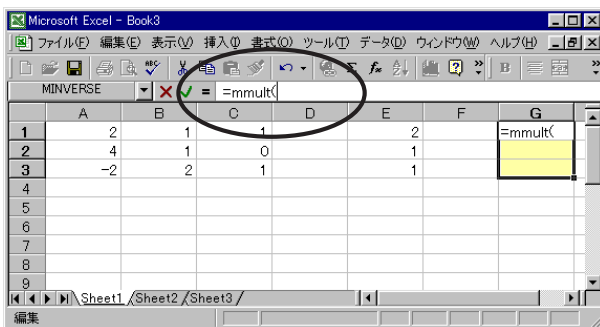 Microsoft Excel - Book3
ファイル(F) 編集(E) 表示(V) 挿入(I) 書式(O) ツール(T) データ(D) ウィンドウ(W) ヘルプ(H)
MINVERSE = =mmult(
A B C D E F G
1 2 1 1 2 =mmult(
2 4 1 0 1
3 -2 2 1 1
4
5
6
7
8
9
Sheet1 Sheet2 Sheet3
編集